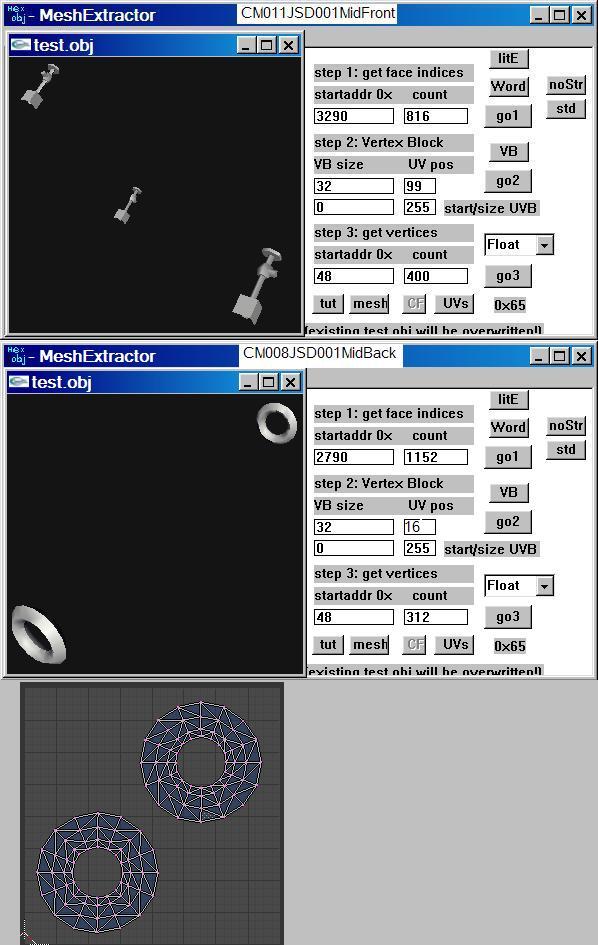 Hex obj - MeshExtractor CM011JSD001MidFront
test.obj
litE
step 1: get face indices
Word noStr
startaddr 0x count
std
3290 816 go1
step 2: Vertex Block
VB
VB size UV pos
32 99 go2
0 255 start/size UVB
step 3: get vertices
Float
startaddr 0x count
48 400 go3
tut mesh CF UVs 0x65
(existing test.obj will be overwritten!)
Hex obj - MeshExtractor CM008JSD001MidBack
test.obj
litE
step 1: get face indices
Word noStr
startaddr 0x count
std
2790 1152 go1
step 2: Vertex Block
VB
VB size UV pos
32 16 go2
0 255 start/size UVB
step 3: get vertices
Float
startaddr 0x count
48 312 go3
tut mesh CF UVs 0x65
(existing test.obj will be overwritten!)